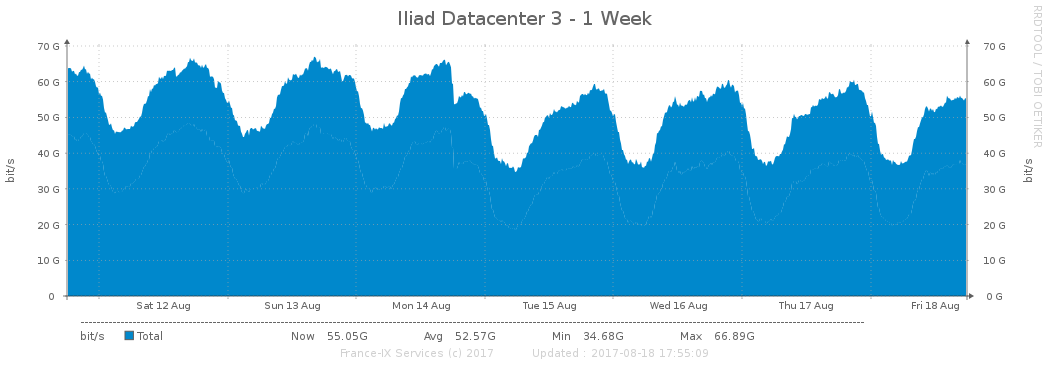 Iliad Datacenter 3 - 1 Week
RRDTOOL / TOBI OETIKER
70 G 70 G
60 G 60 G
50 G 50 G
40 G 40 G
30 G 30 G
20 G 20 G
10 G 10 G
0 0 G
bit/s bit/s
Sat 12 Aug Sun 13 Aug Mon 14 Aug Tue 15 Aug Wed 16 Aug Thu 17 Aug Fri 18 Aug
bit/s Total Now 55.05G Avg 52.57G Min 34.68G Max 66.89G
France-IX Services (c) 2017 Updated : 2017-08-18 17:55:09